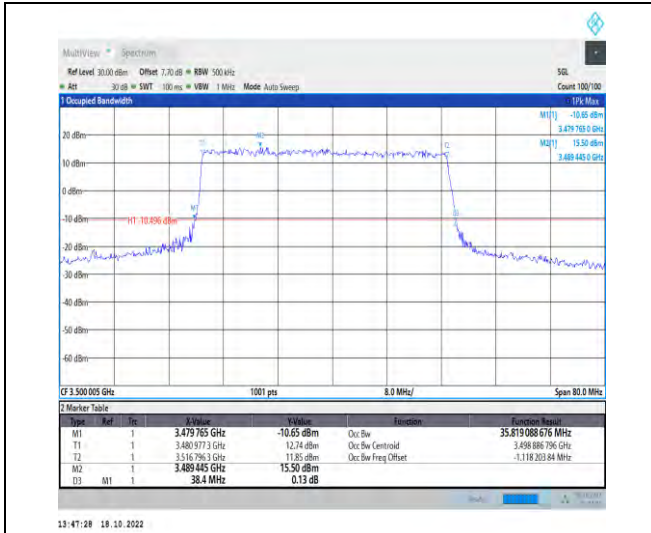 MultiView Spectrum
Ref Level 30.00 dBm Offset 7.70 dB RBW 500 kHz SGL
Att 30 dB SWT 100 ms VBW 1 MHz Mode Auto Sweep Count 100/100
1 Occupied Bandwidth 1Pk Max
M1[1] -10.65 dBm
3.479 765 0 GHz
M2[1] 15.50 dBm
3.489 445 0 GHz
20 dBm
M2
T1 T2
10 dBm
0 dBm
M1
D3
-10 dBm
H1 -10.496 dBm
-20 dBm
-30 dBm
-40 dBm
-50 dBm
-60 dBm
CF 3.500 005 GHz 1001 pts 8.0 MHz/ Span 80.0 MHz
2 Marker Table
Type Ref Trc X-Value Y-Value Function Function Result
M1 1 3.479 765 GHz -10.65 dBm Occ Bw 35.819 088 676 MHz
T1 1 3.480 977 3 GHz 12.74 dBm Occ Bw Centroid 3.498 886 796 GHz
T2 1 3.516 796 3 GHz 11.85 dBm Occ Bw Freq Offset -1.118 203 84 MHz
M2 1 3.489 445 GHz 15.50 dBm
D3 M1 1 38.4 MHz 0.13 dB
13:47:28 18.10.2022